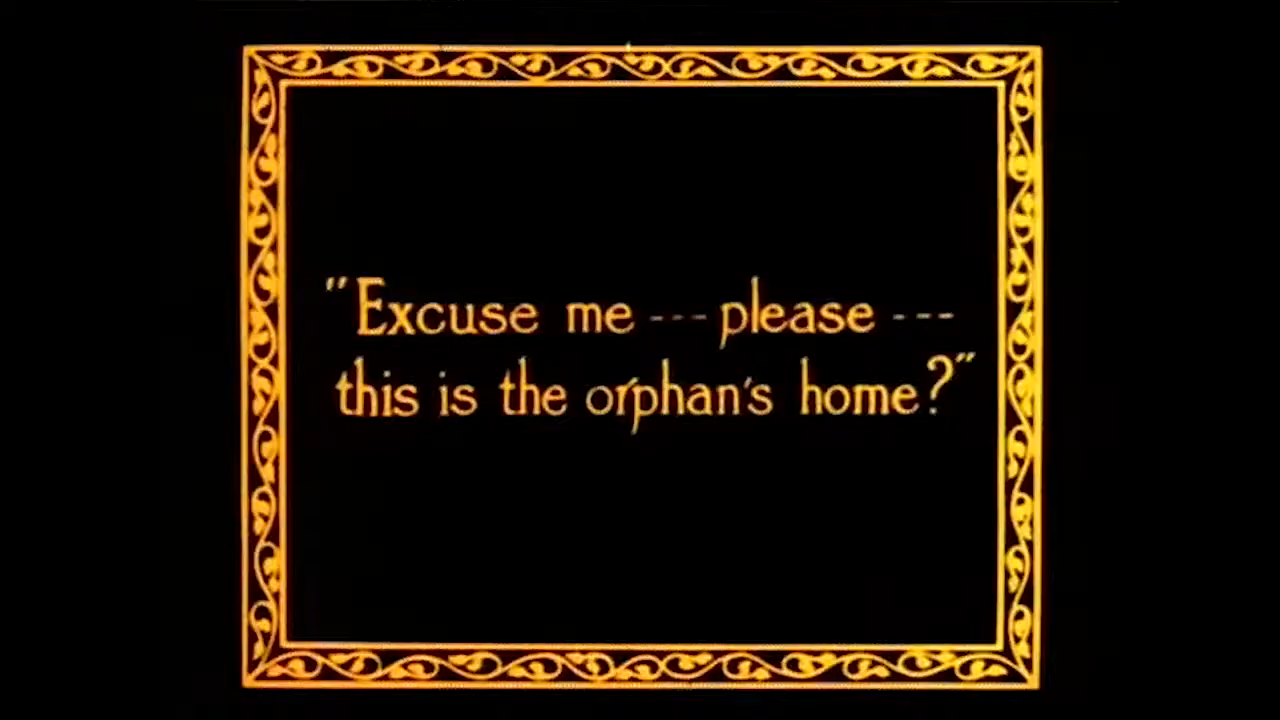 "Excuse me --- please ---
this is the orphan's home?"